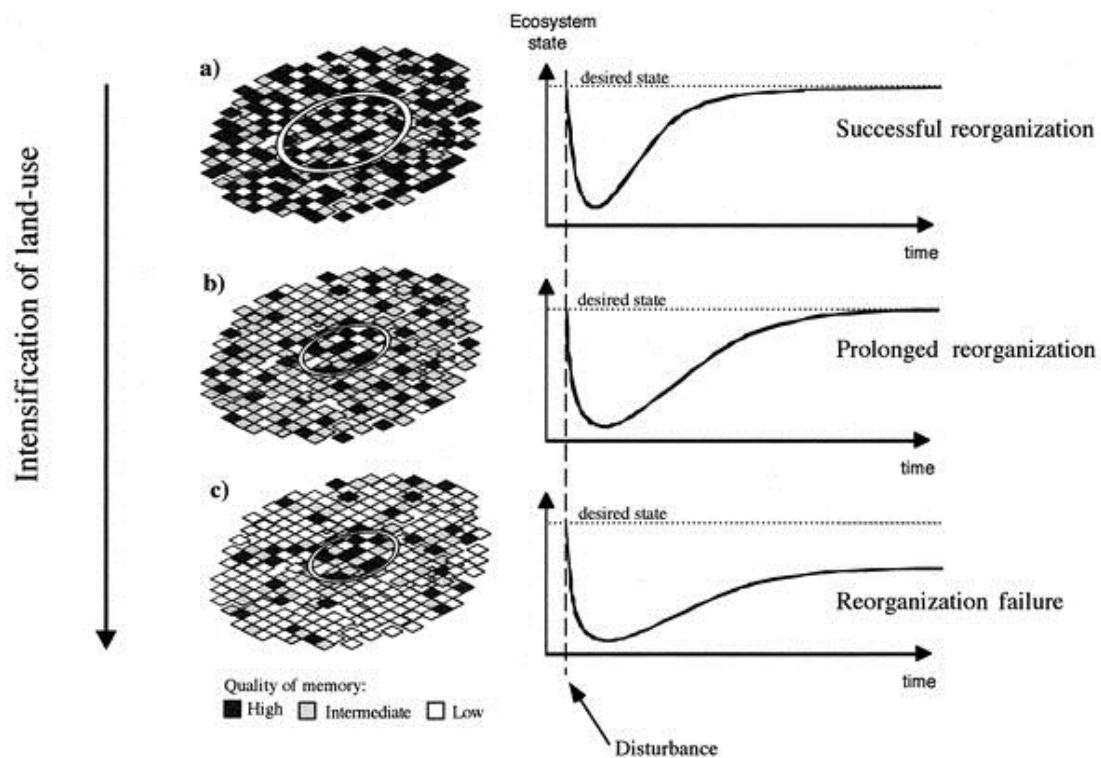 Intensification of land-use
Ecosystem
state
a)
desired state
Successful reorganization
time
b)
desired state
Prolonged reorganization
time
c)
desired state
Reorganization failure
time
Quality of memory:
High Intermediate Low
Disturbance